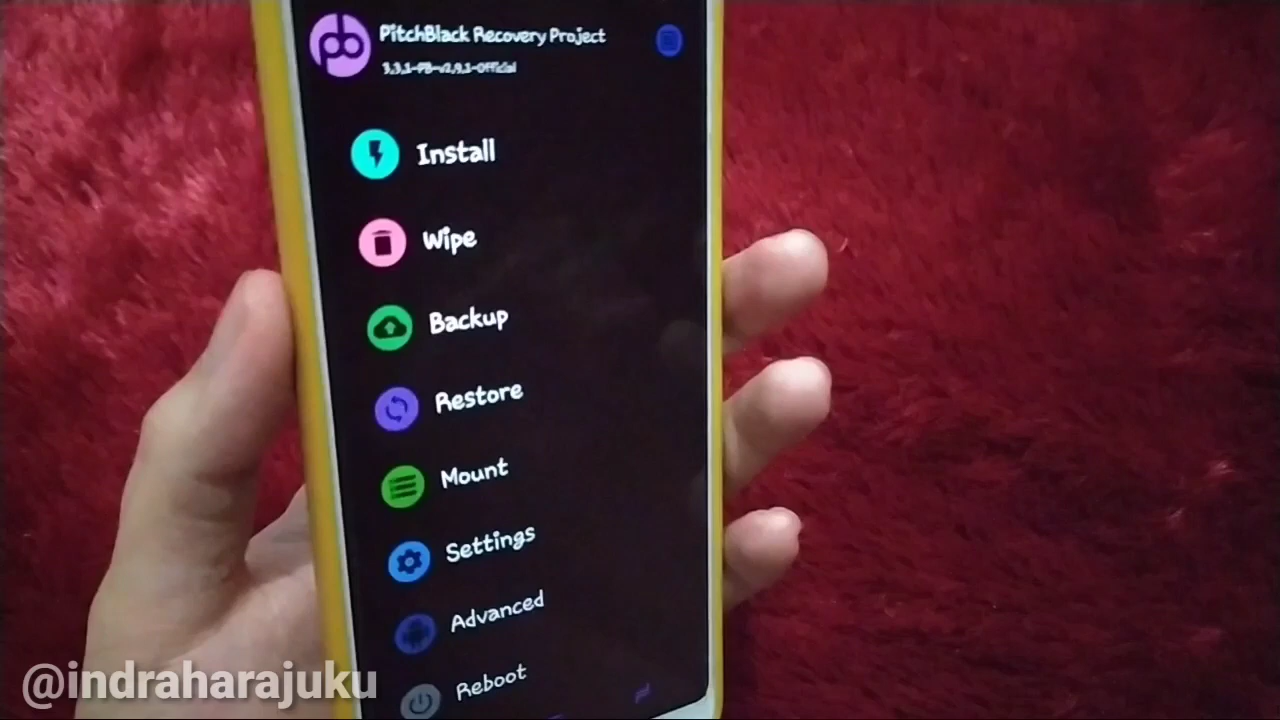 PitchBlack Recovery Project
3.3.1-PB-v2.9.1-Official
Install
Wipe
Backup
Restore
Mount
Settings
Advanced
Reboot
@indraharajuku